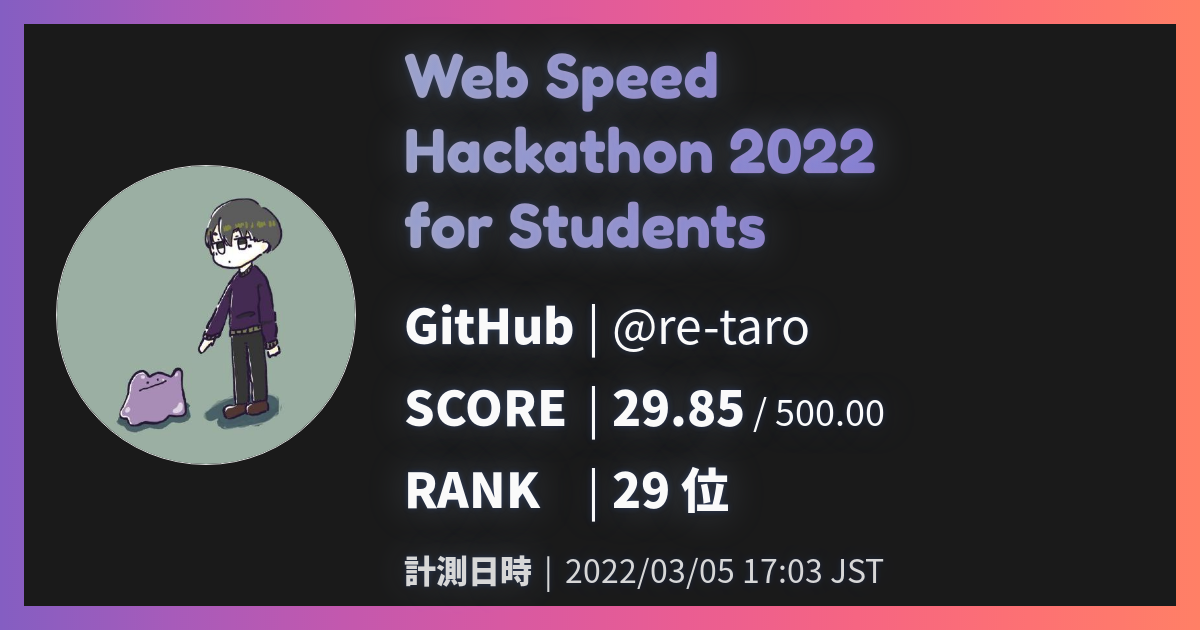 Web Speed
Hackathon 2022
for Students
GitHub | @re-taro
SCORE | 29.85 / 500.00
RANK | 29 位
計測日時 | 2022/03/05 17:03 JST